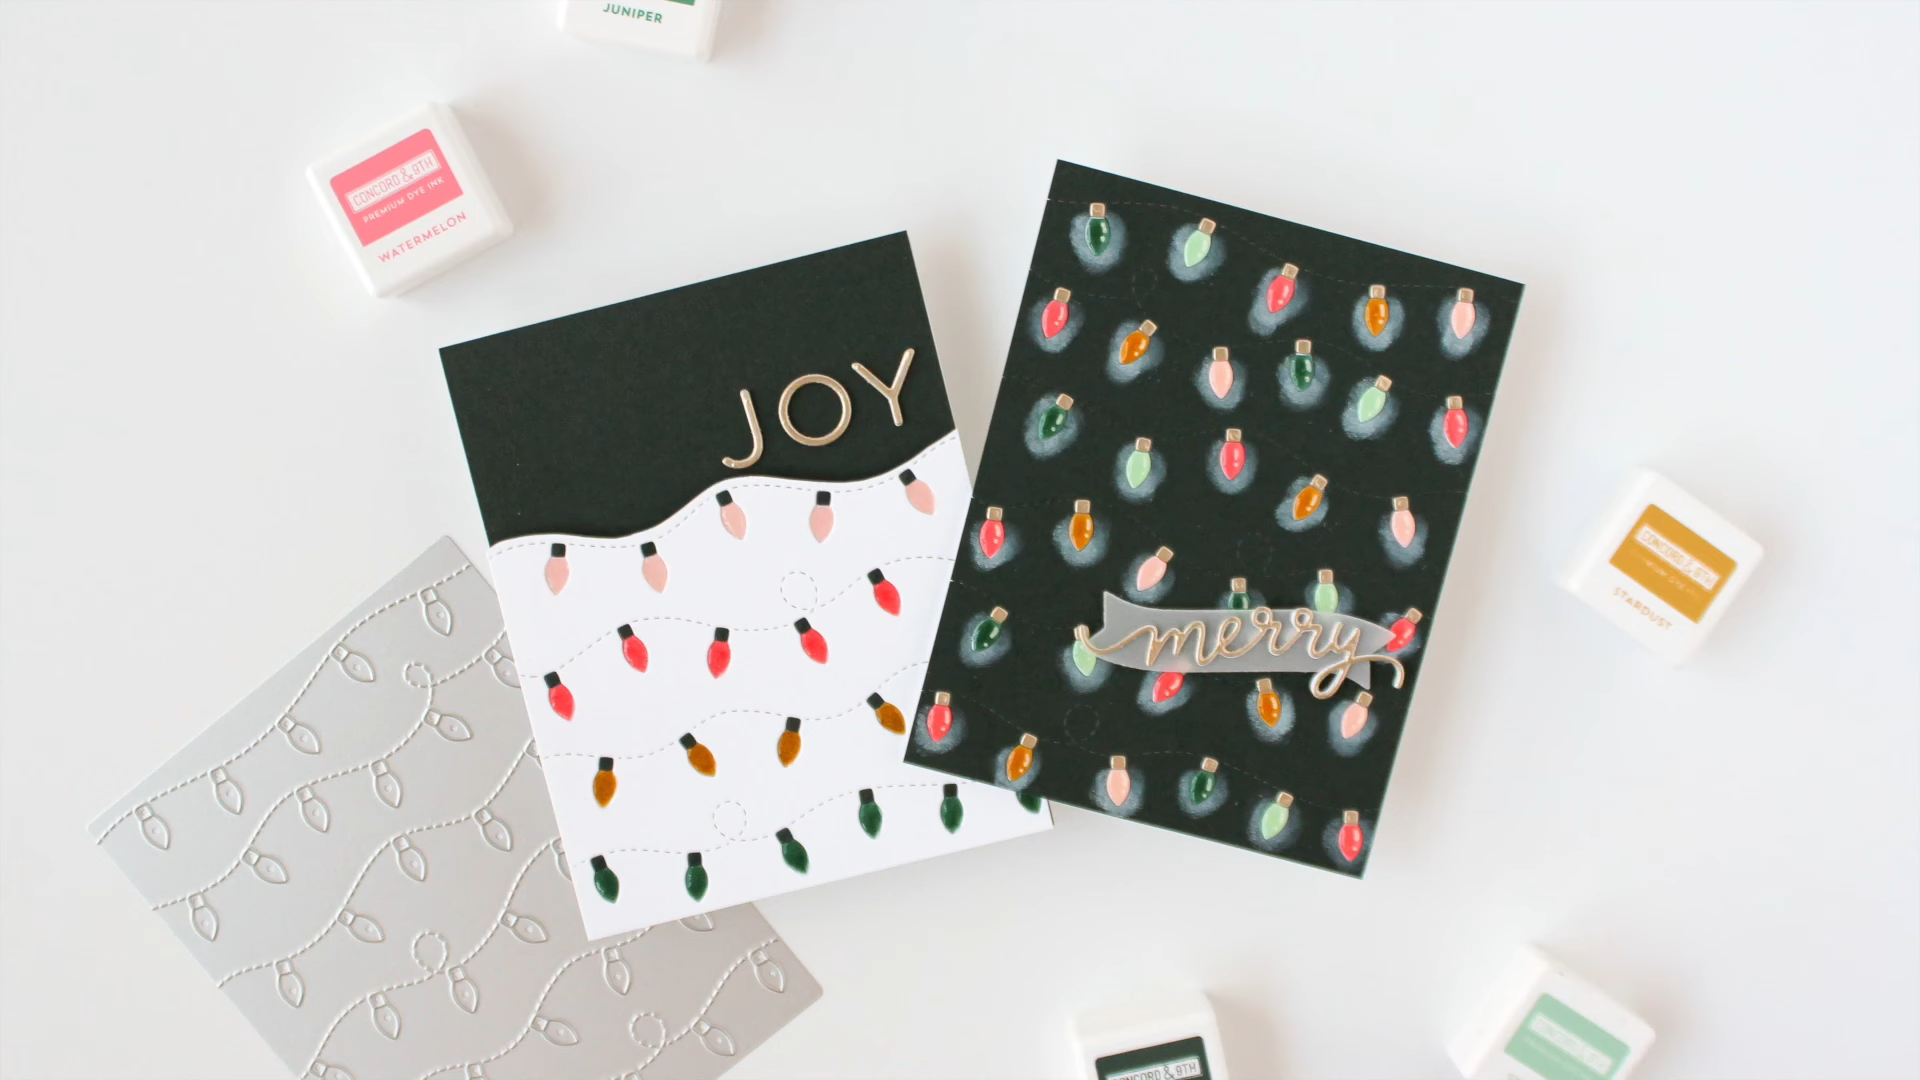 JUNIPER
CONCORD & 9TH
PREMIUM DYE INK
WATERMELON
JOY
merry
CONCORD & 9TH
STARDUST
CONCORD & 9TH